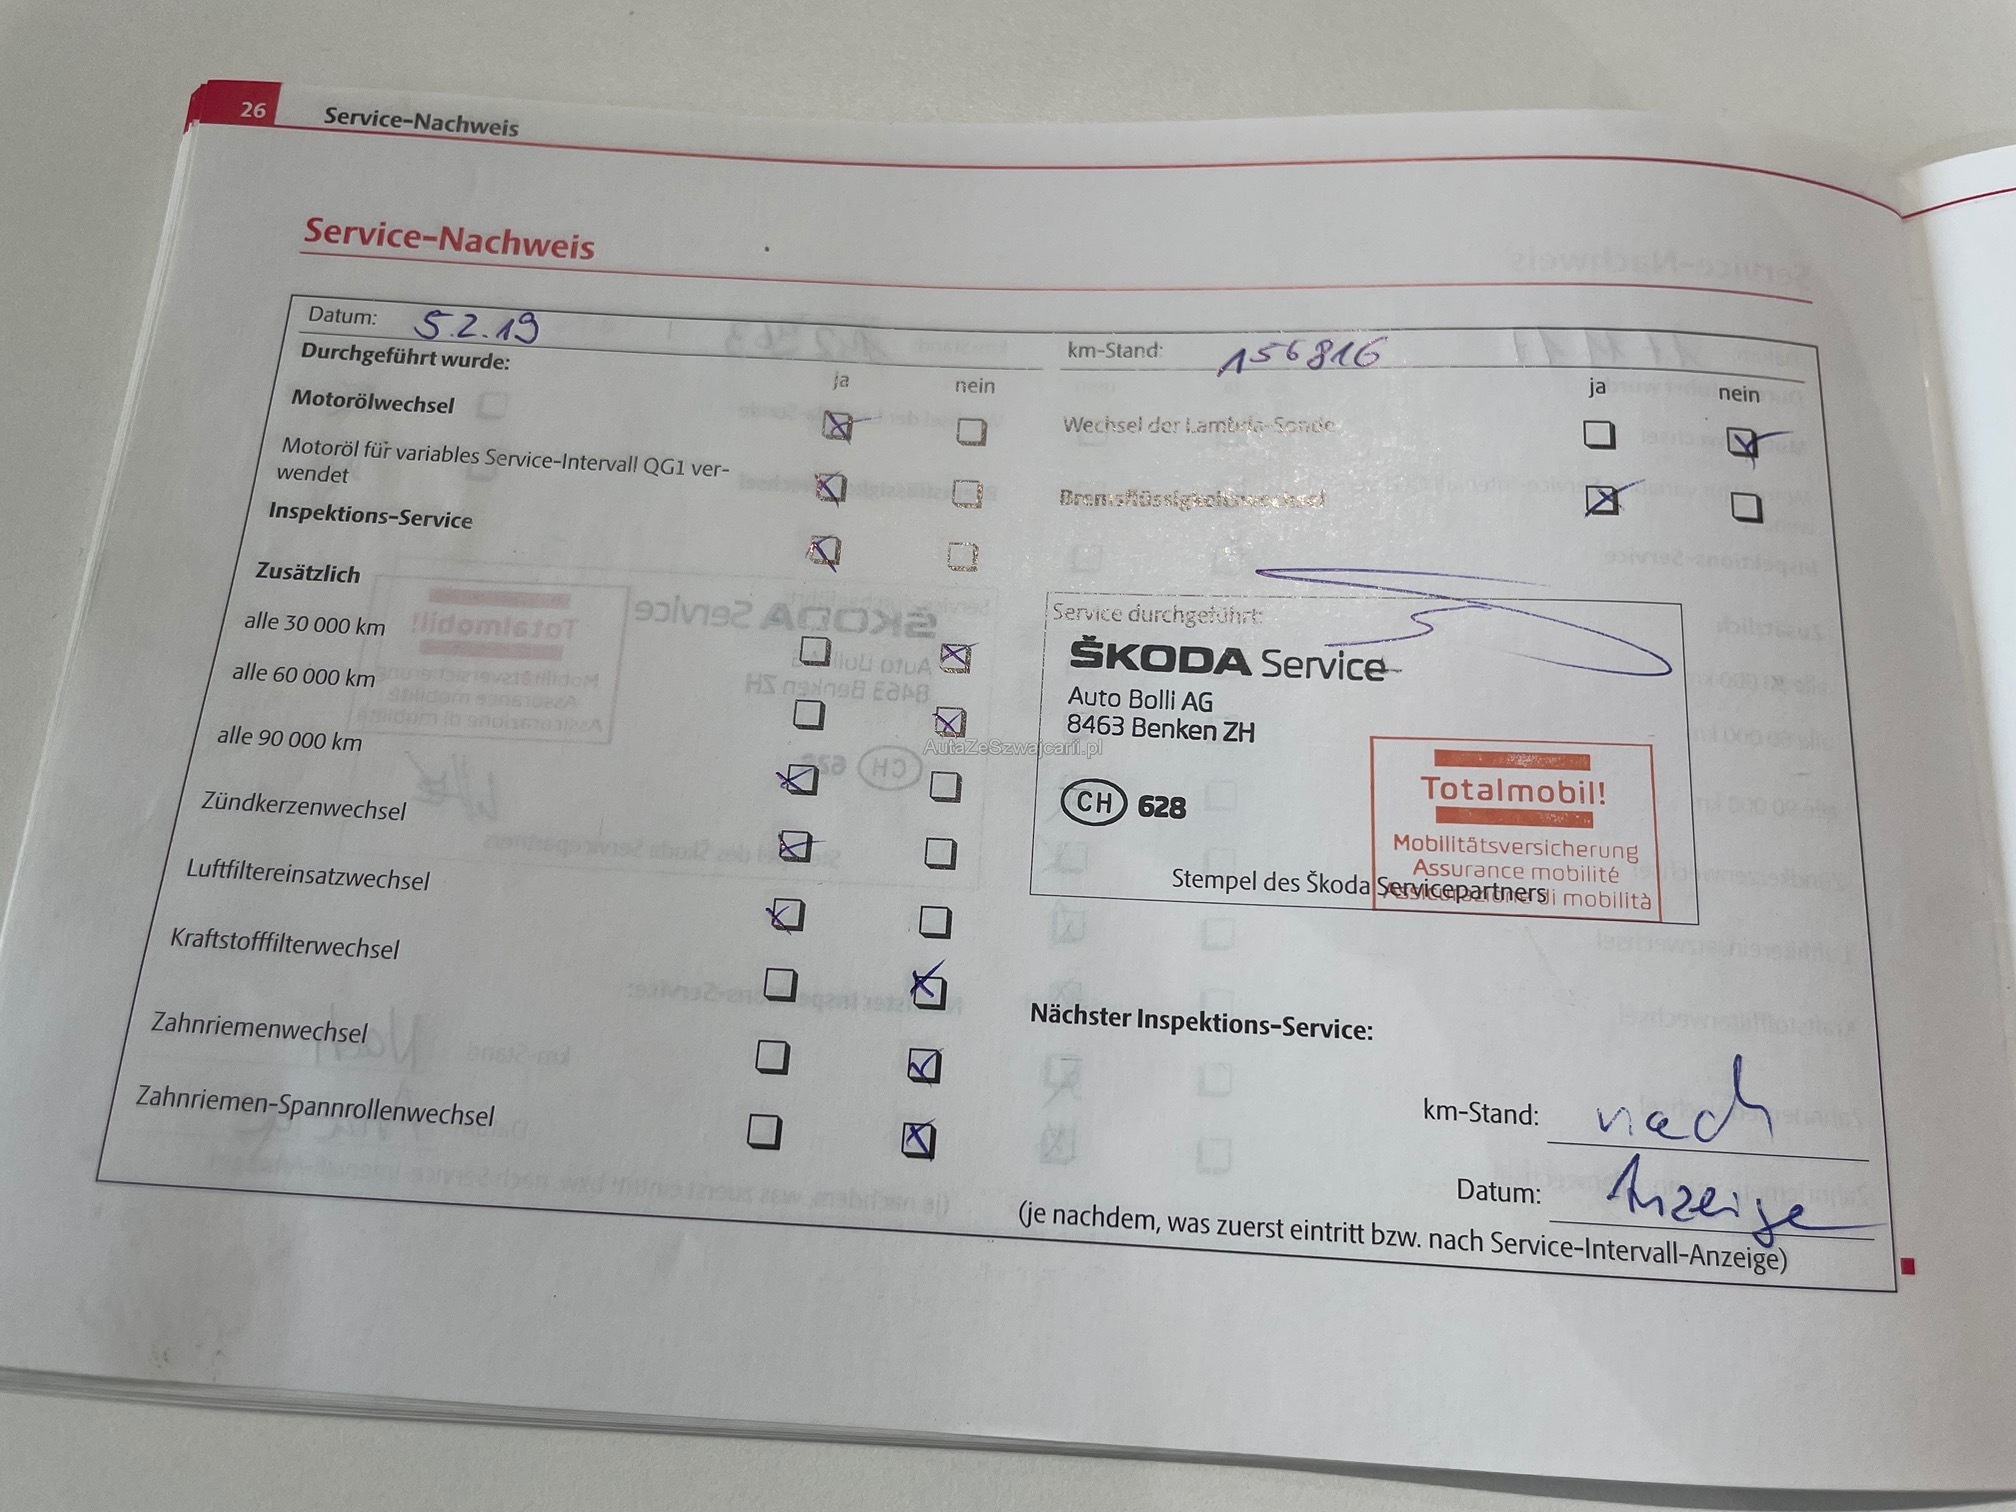 26 Service-Nachweis
Service-Nachweis
Datum: 5.2.19
km-Stand: 156816
Durchgeführt wurde:
ja nein
ja nein
Motorölwechsel
Motoröl für variables Service-Intervall QG1 ver-
wendet
Inspektions-Service
Zusätzlich
alle 30 000 km
alle 60 000 km
alle 90 000 km
Zündkerzenwechsel
Luftfiltereinsatzwechsel
Kraftstofffilterwechsel
Zahnriemenwechsel
Zahnriemen-Spannrollenwechsel
Wechsel der Lambda-Sonde
Bremsflüssigkeitswechsel
Service durchgeführt:
ŠKODA Service
Auto Bolli AG
8463 Benken ZH
CH 628
Totalmobil!
Mobilitätsversicherung
Assurance mobilité
Assicurazione di mobilità
Stempel des Škoda Servicepartners
Nächster Inspektions-Service:
km-Stand: nach
Datum: Anzeige
(je nachdem, was zuerst eintritt bzw. nach Service-Intervall-Anzeige)
AutaZeSzwajcarii.pl